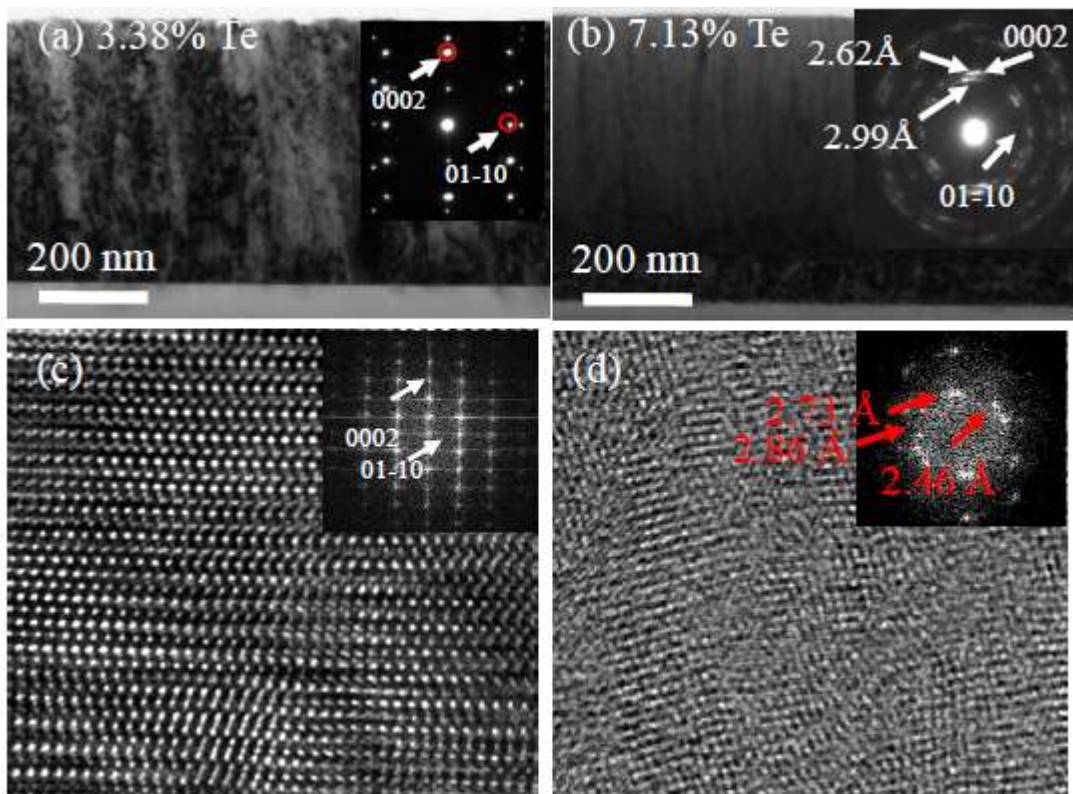 (a) 3.38% Te
0002
01-10
200 nm
(b) 7.13% Te
2.62Å
0002
2.99Å
01-10
200 nm
(c)
0002
01-10
(d)
2.71 Å
2.86 Å
2.46 Å